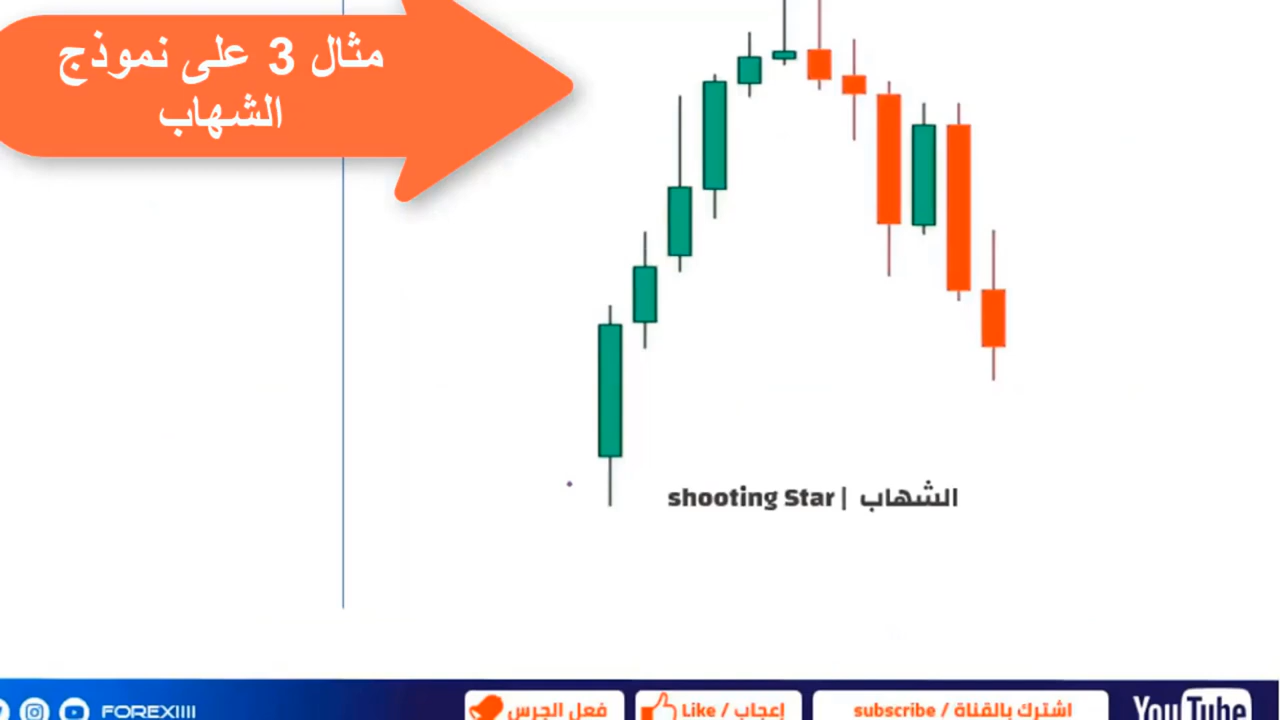 مثال 3 على نموذج
الشهاب
shooting Star | الشهاب
FOREXIIII
فعل الجرس
Like / إعجاب
subscribe / اشترك بالقناة
YouTube